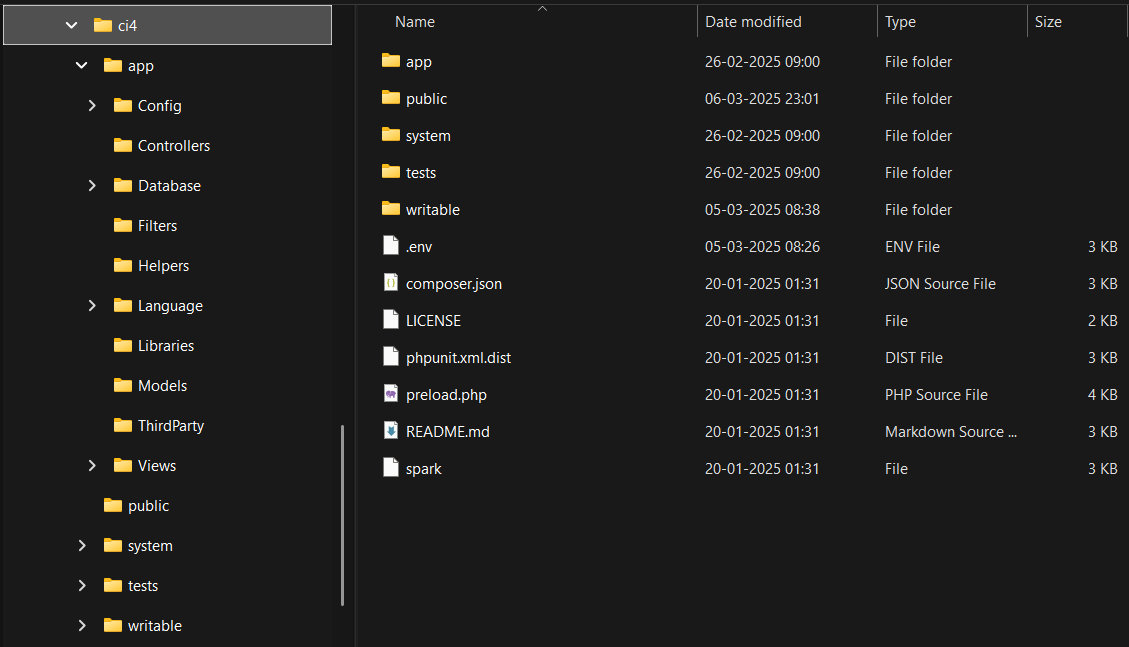 ci4
app
Config
Controllers
Database
Filters
Helpers
Language
Libraries
Models
ThirdParty
Views
public
system
tests
writable
Name Date modified Type Size
app 26-02-2025 09:00 File folder
public 06-03-2025 23:01 File folder
system 26-02-2025 09:00 File folder
tests 26-02-2025 09:00 File folder
writable 05-03-2025 08:38 File folder
.env 05-03-2025 08:26 ENV File 3 KB
composer.json 20-01-2025 01:31 JSON Source File 3 KB
LICENSE 20-01-2025 01:31 File 2 KB
phpunit.xml.dist 20-01-2025 01:31 DIST File 3 KB
preload.php 20-01-2025 01:31 PHP Source File 4 KB
README.md 20-01-2025 01:31 Markdown Source ... 3 KB
spark 20-01-2025 01:31 File 3 KB